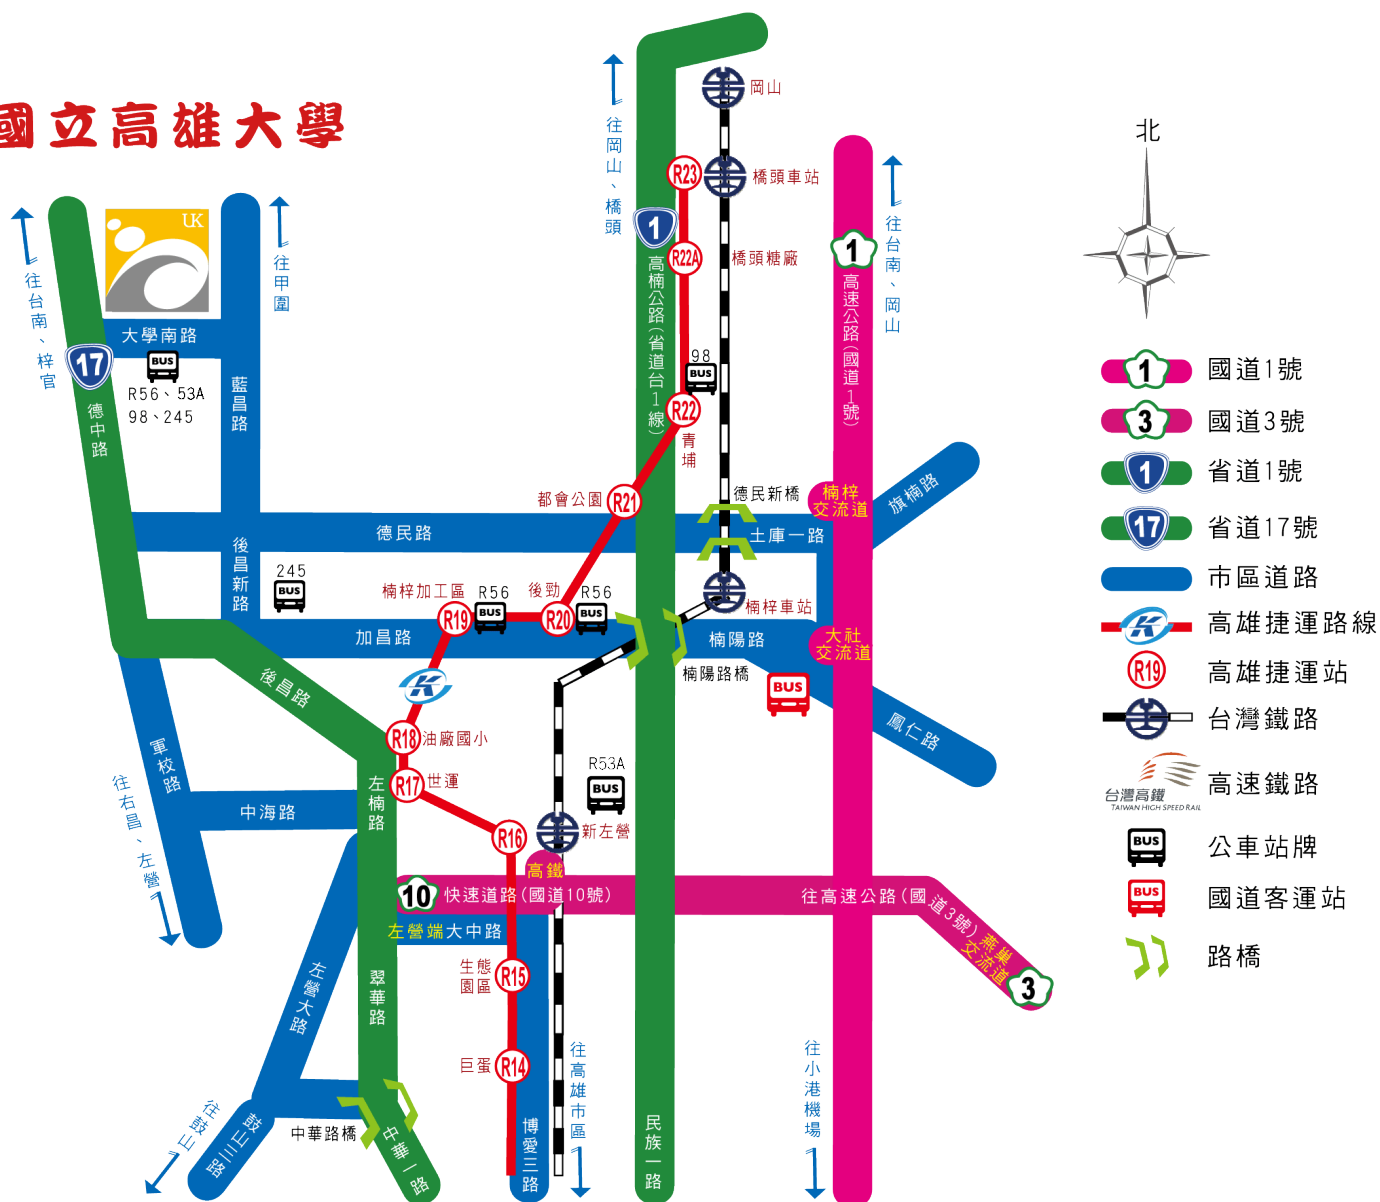 國立高雄大學
UK
往台南、梓官
往甲圍
大學南路
17
BUS
R56、53A
98、245
德中路
藍昌路
後昌新路
往岡山、橋頭
岡山
R23
橋頭車站
1
R22A
橋頭糖廠
高楠公路(省道台1線)
98
BUS
R22
青埔
1
高速公路(國道1號)
往台南、岡山
都會公園
R21
德民新橋
楠梓
交流道
旗楠路
德民路
土庫一路
245
BUS
楠梓加工區
R56
後勁
R56
R19
BUS
R20
BUS
楠梓車站
加昌路
楠陽路
大社
交流道
楠陽路橋
BUS
鳳仁路
後昌路
K
R18
油廠國小
軍校路
往右昌、左營
R17
世運
左楠路
中海路
R53A
BUS
R16
新左營
高鐵
10
快速道路(國道10號)
往高速公路(國道3號)
燕巢
交流道
3
左營端大中路
生態
園區
R15
左營大路
翠華路
巨蛋
R14
往高雄市區
往小港機場
往鼓山
鼓山三路
中華路橋
中華一路
博愛三路
民族一路
北
1
國道1號
3
國道3號
1
省道1號
17
省道17號
市區道路
K
高雄捷運路線
R19
高雄捷運站
台灣鐵路
台灣高鐵
TAIWAN HIGH SPEED RAIL
高速鐵路
BUS
公車站牌
BUS
國道客運站
路橋